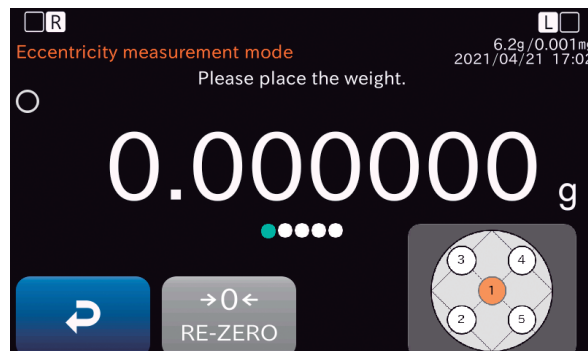 R L
Eccentricity measurement mode
6.2g/0.001mg
2021/04/21 17:02
Please place the weight.
0.000000 g
3 4
1
2 5
→0←
RE-ZERO